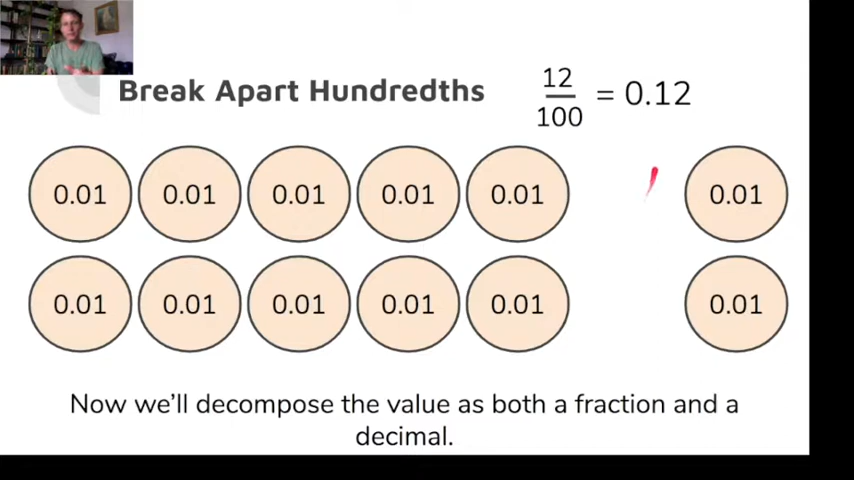 Break Apart Hundredths
12/100 = 0.12
0.01 0.01 0.01 0.01 0.01 0.01
0.01 0.01 0.01 0.01 0.01 0.01
Now we'll decompose the value as both a fraction and a
decimal.